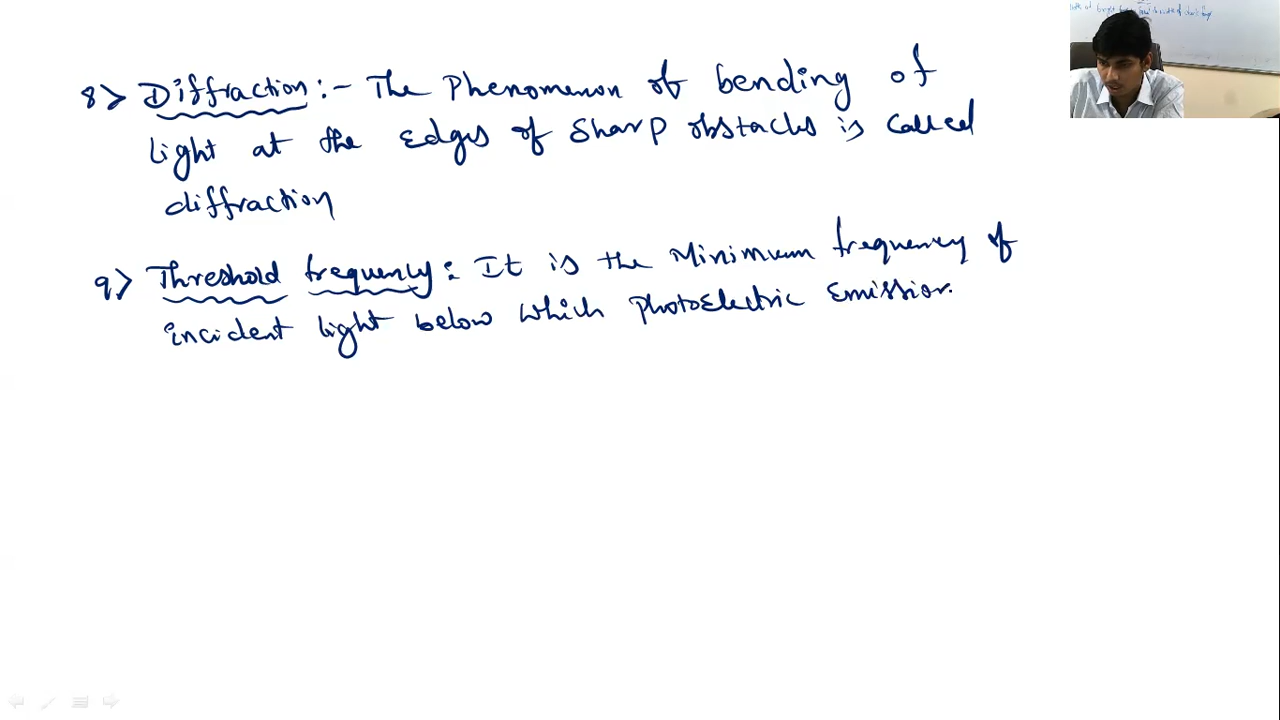 8> Diffraction :- The Phenomenon of bending of
light at the edges of Sharp obstacles is called
diffraction
9> Threshold frequency : It is the Minimum frequency of
incident light below which photoelectric Emission.